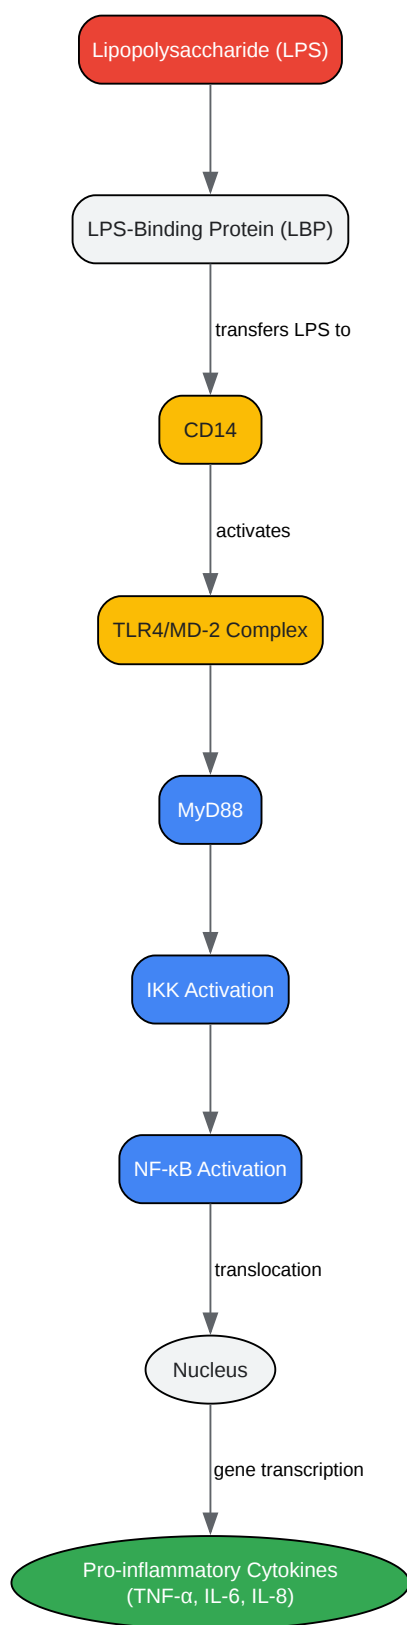 Lipopolysaccharide (LPS)
LPS-Binding Protein (LBP)
transfers LPS to
CD14
activates
TLR4/MD-2 Complex
MyD88
IKK Activation
NF-κB Activation
translocation
Nucleus
gene transcription
Pro-inflammatory Cytokines
(TNF-α, IL-6, IL-8)